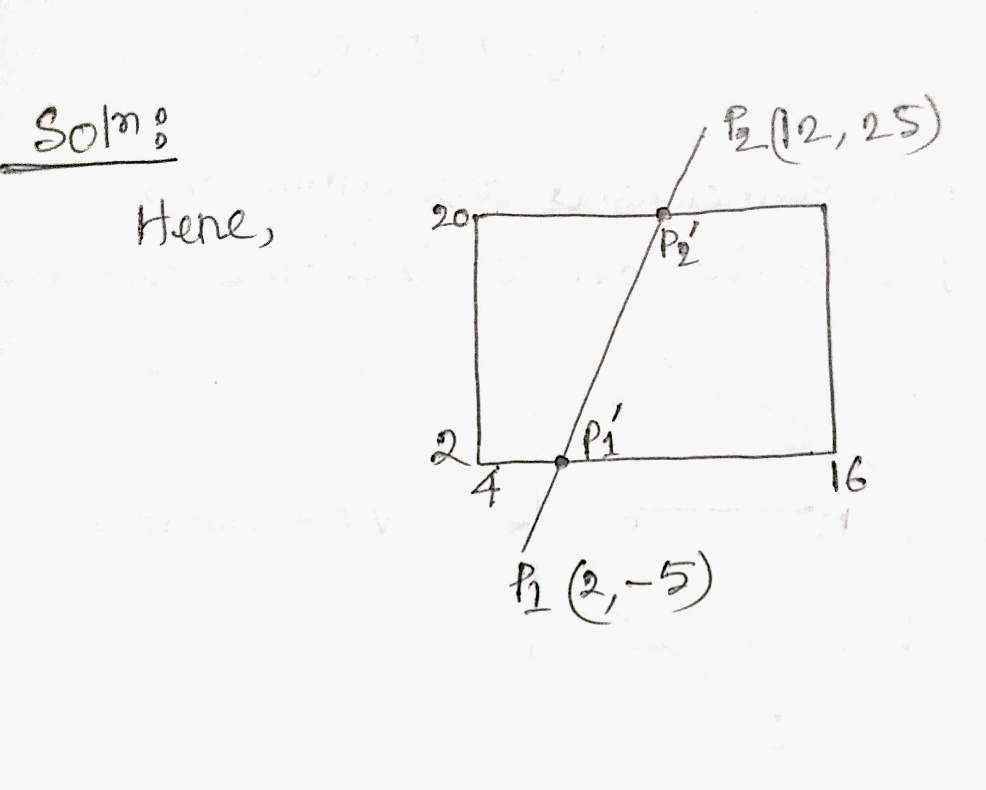 Soln:
Here,
P2 (12, 25)
20
P2'
P1'
2
4
16
P1 (2, -5)